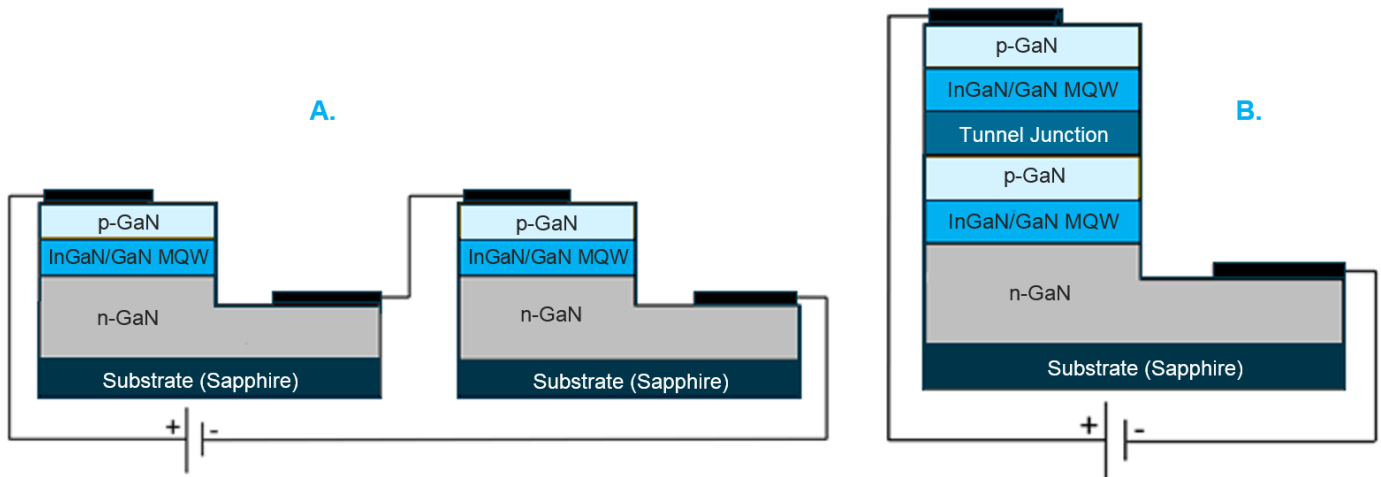 A.
p-GaN
InGaN/GaN MQW
n-GaN
Substrate (Sapphire)
+
-
p-GaN
InGaN/GaN MQW
n-GaN
Substrate (Sapphire)
B.
p-GaN
InGaN/GaN MQW
Tunnel Junction
p-GaN
InGaN/GaN MQW
n-GaN
Substrate (Sapphire)
+
-